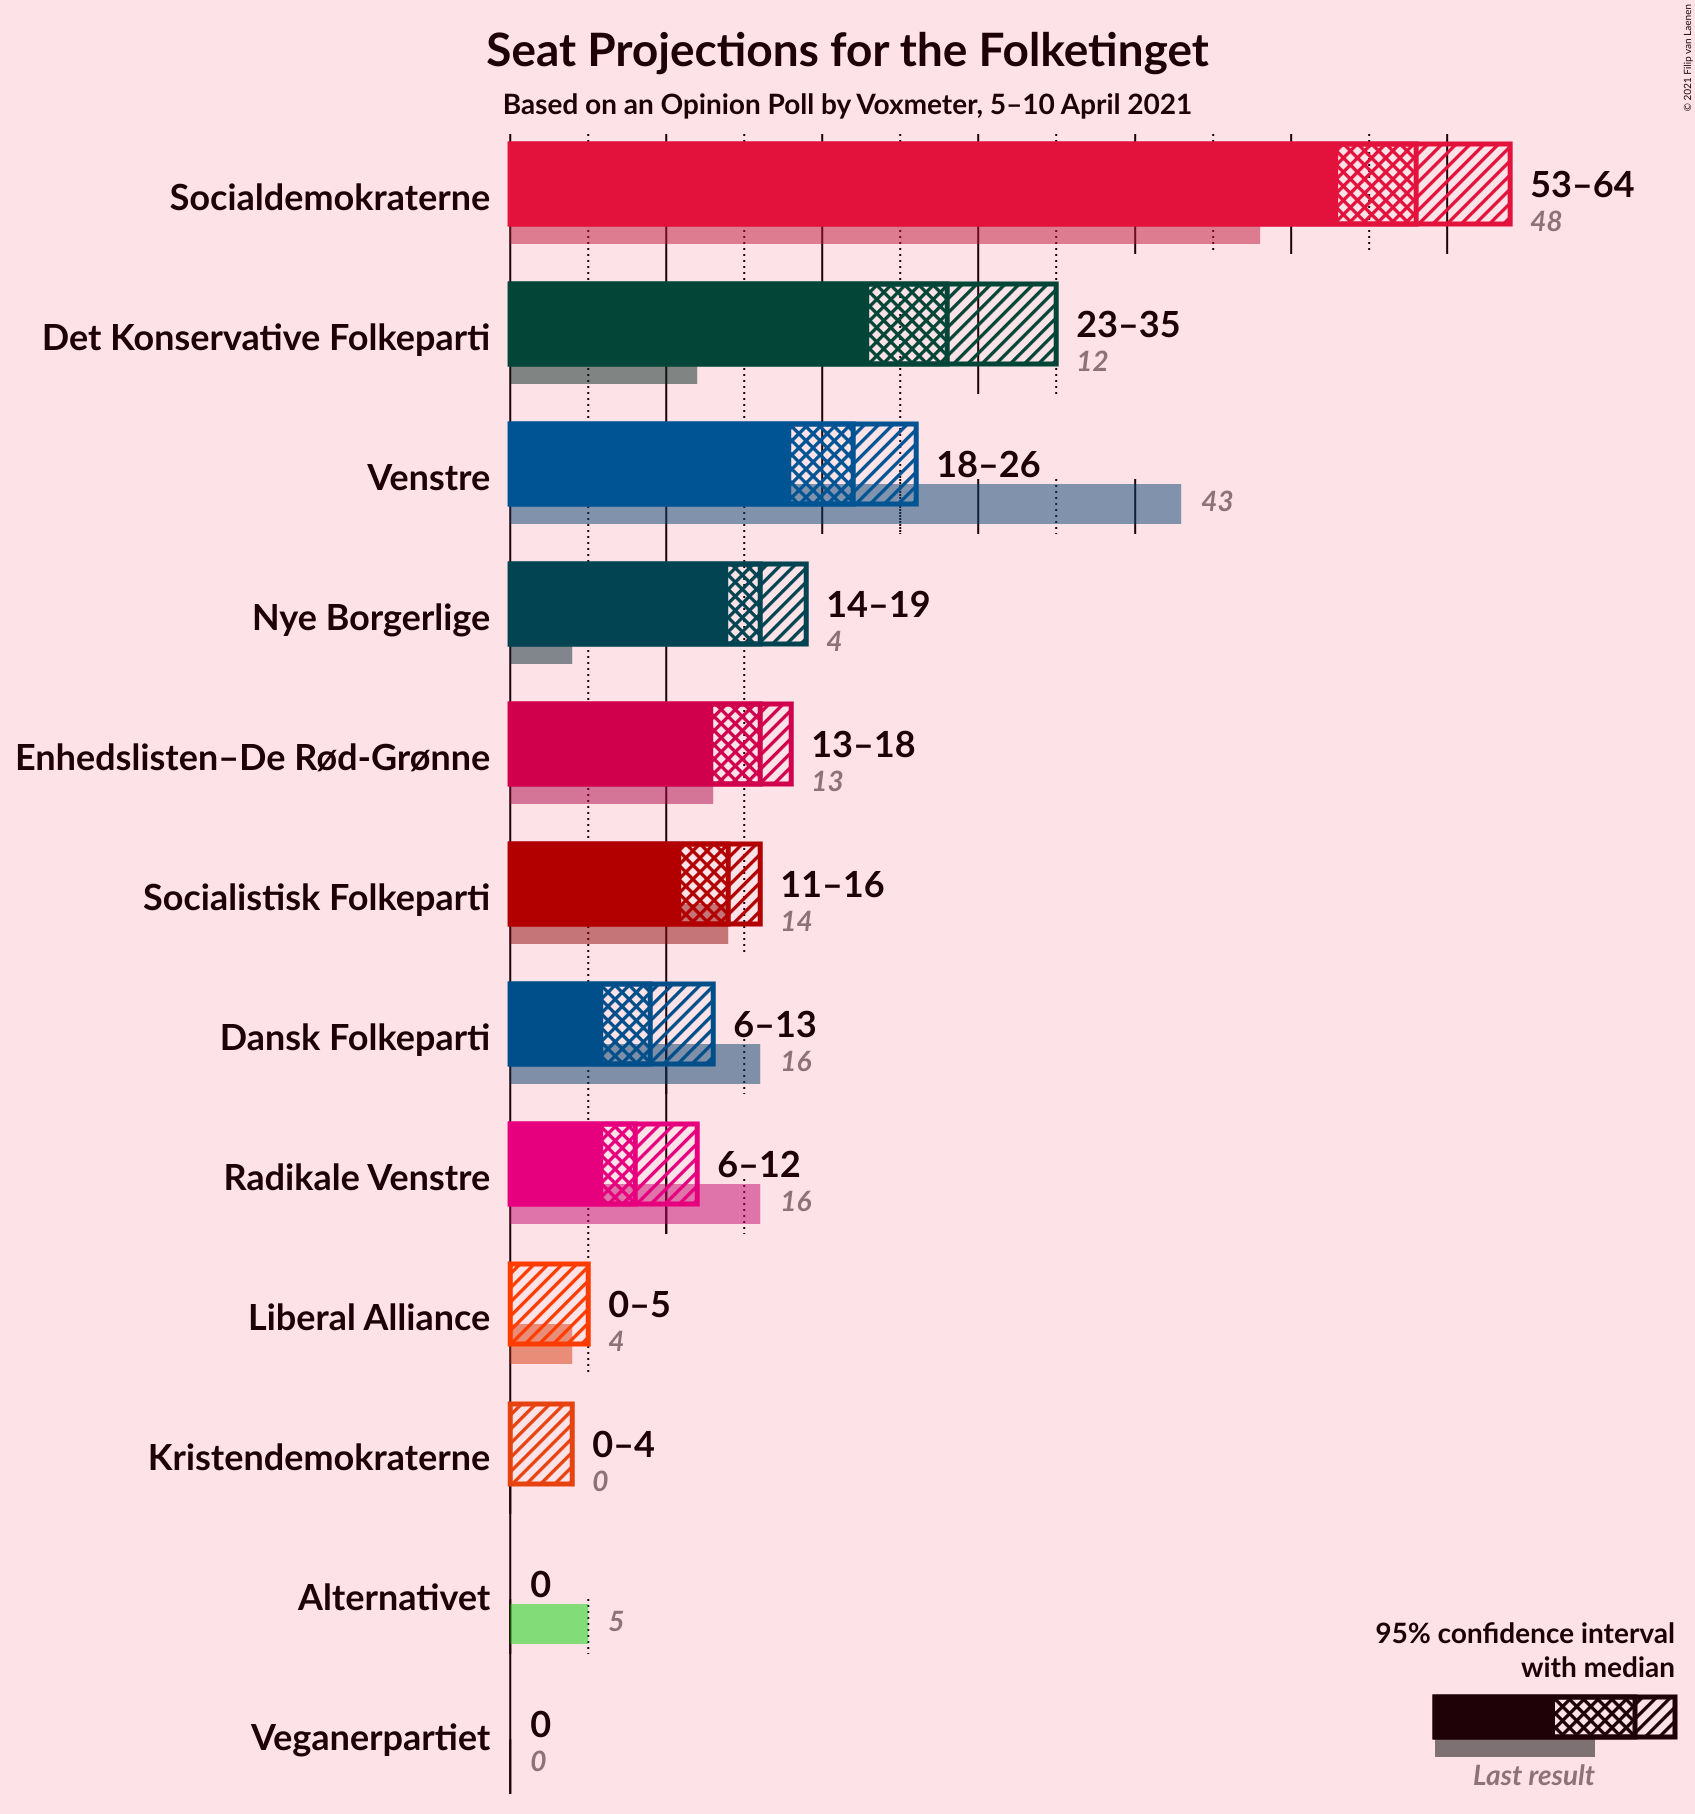 Seat Projections for the Folketinget
Based on an Opinion Poll by Voxmeter, 5–10 April 2021
© 2021 Filip van Laenen
Socialdemokraterne
53–64
48
Det Konservative Folkeparti
23–35
12
Venstre
18–26
43
Nye Borgerlige
14–19
4
Enhedslisten–De Rød-Grønne
13–18
13
Socialistisk Folkeparti
11–16
14
Dansk Folkeparti
6–13
16
Radikale Venstre
6–12
16
Liberal Alliance
0–5
4
Kristendemokraterne
0–4
0
Alternativet
0
5
Veganerpartiet
0
0
95% confidence interval
with median
Last result